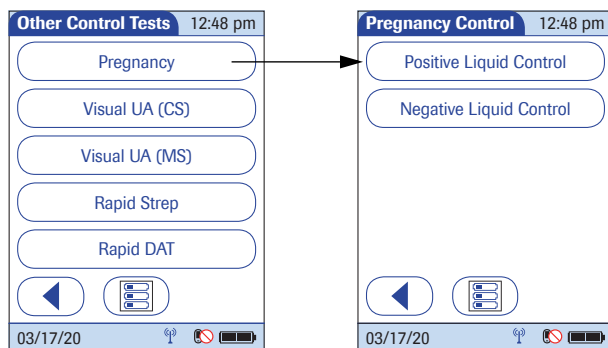 Other Control Tests 12:48 pm
Pregnancy
Visual UA (CS)
Visual UA (MS)
Rapid Strep
Rapid DAT
03/17/20
Pregnancy Control 12:48 pm
Positive Liquid Control
Negative Liquid Control
03/17/20